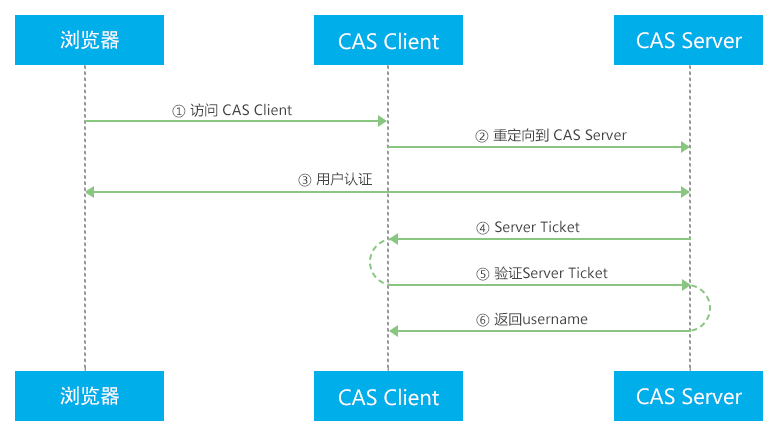 浏览器
CAS Client
CAS Server
① 访问 CAS Client
② 重定向到 CAS Server
③ 用户认证
④ Server Ticket
⑤ 验证Server Ticket
⑥ 返回username
浏览器
CAS Client
CAS Server